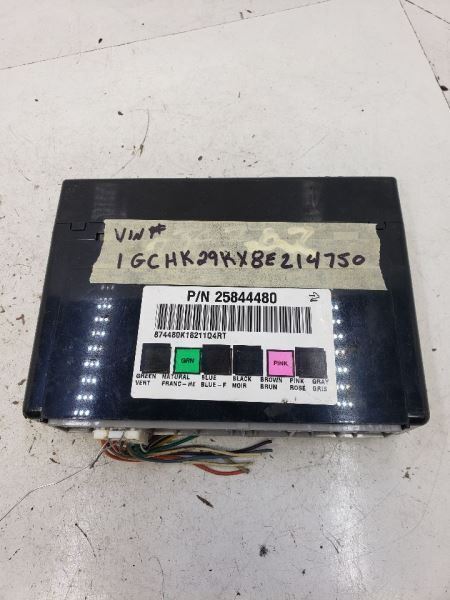 VIN#
1GCHK29KX8E214750
P/N 25844480
874480K16211Q4RT
GRN
PINK
GREEN NATURAL BLUE BLACK BROWN PINK GRAY
VERT FRANC-HE BLUE-F NOIR BRUN ROSE GRIS